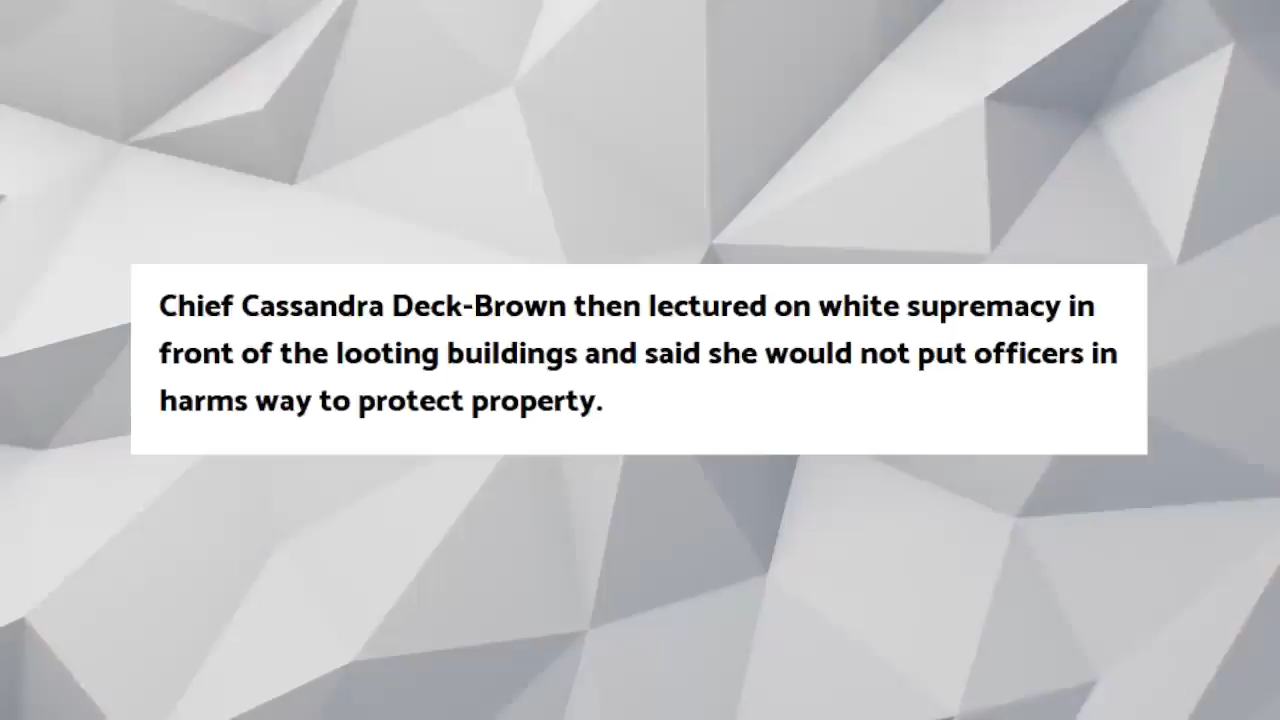 Chief Cassandra Deck-Brown then lectured on white supremacy in
front of the looting buildings and said she would not put officers in
harms way to protect property.